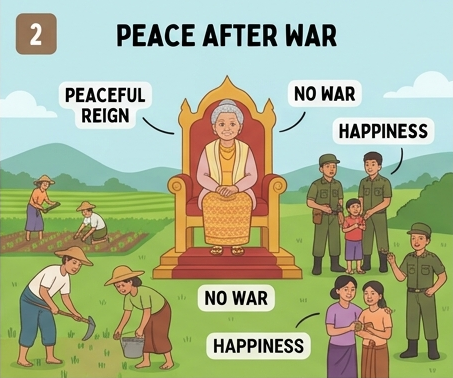 2
PEACE AFTER WAR
PEACEFUL
REIGN
NO WAR
HAPPINESS
NO WAR
HAPPINESS